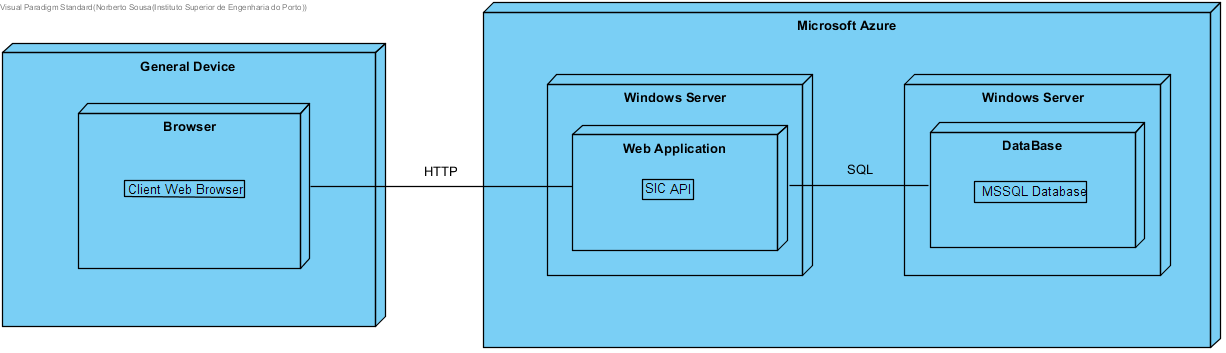 Visual Paradigm Standard(Norberto Sousa(Instituto Superior de Engenharia do Porto))
Microsoft Azure
General Device
Browser
Client Web Browser
HTTP
Windows Server
Web Application
SIC API
SQL
Windows Server
DataBase
MSSQL Database